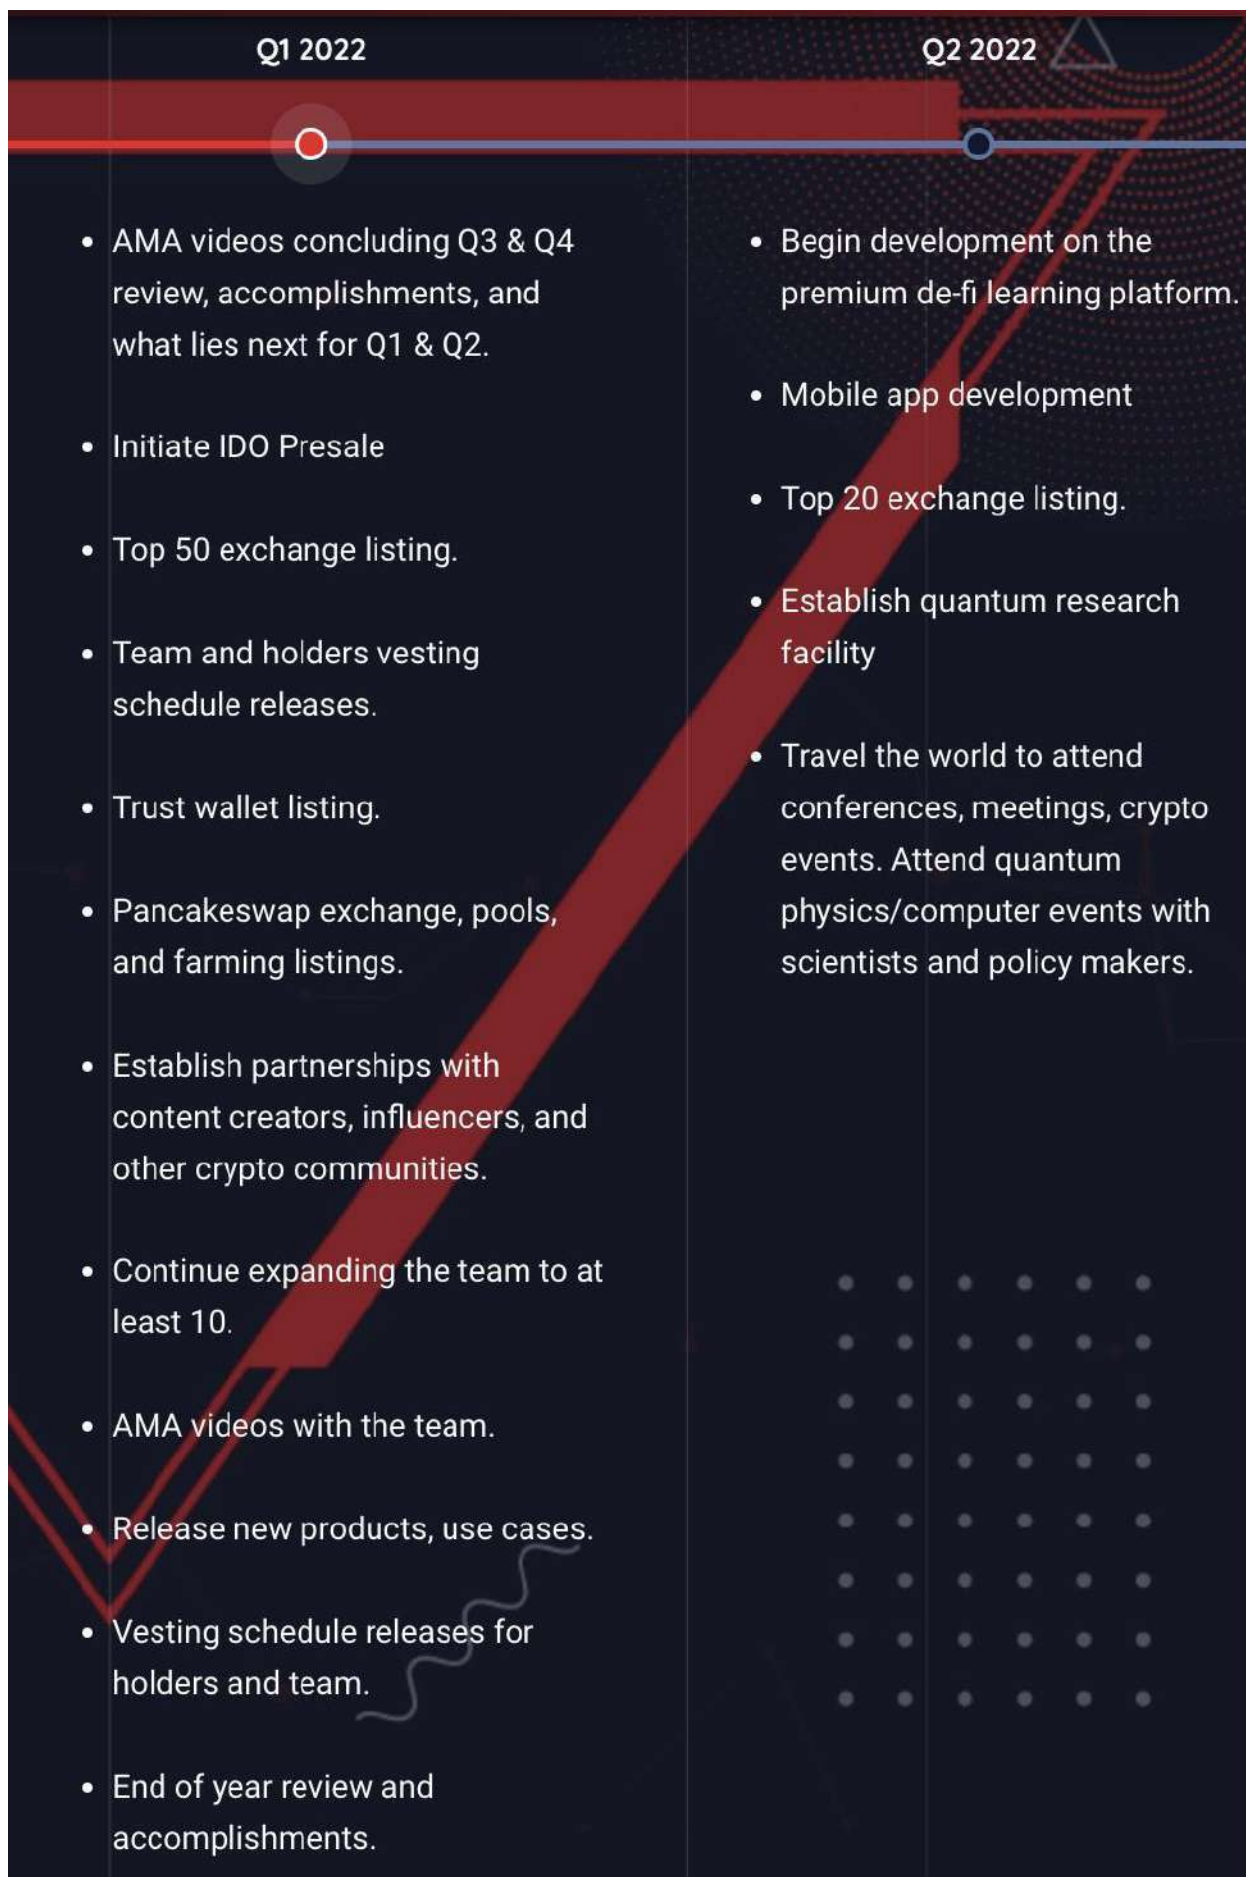 Q1 2022
AMA videos concluding Q3 & Q4
review, accomplishments, and
what lies next for Q1 & Q2.
Initiate IDO Presale
Top 50 exchange listing.
Team and holders vesting
schedule releases.
Trust wallet listing.
Pancakeswap exchange, pools,
and farming listings.
Establish partnerships with
content creators, influencers, and
other crypto communities.
Continue expanding the team to at
least 10.
AMA videos with the team.
Release new products, use cases.
Vesting schedule releases for
holders and team.
End of year review and
accomplishments.
Q2 2022
Begin development on the
premium de-fi learning platform.
Mobile app development
Top 20 exchange listing.
Establish quantum research
facility
Travel the world to attend
conferences, meetings, crypto
events. Attend quantum
physics/computer events with
scientists and policy makers.